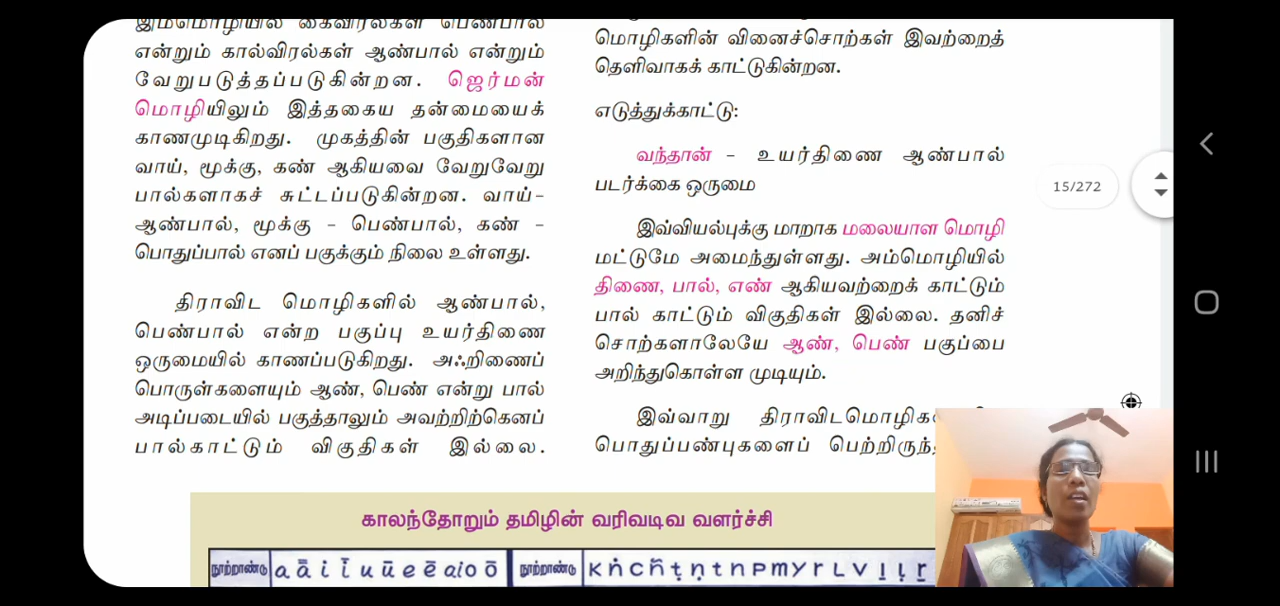 இம்மொழியில் கைவிரல்கள் பெண்பால்
என்றும் கால்விரல்கள் ஆண்பால் என்றும்
வேறுபடுத்தப்படுகின்றன. ஜெர்மன்
மொழியிலும் இத்தகைய தன்மையைக்
காணமுடிகிறது. முகத்தின் பகுதிகளான
வாய், மூக்கு, கண் ஆகியவை வேறுவேறு
பால்களாகச் சுட்டப்படுகின்றன. வாய்-
ஆண்பால், மூக்கு – பெண்பால், கண் –
பொதுப்பால் எனப் பகுக்கும் நிலை உள்ளது.
திராவிட மொழிகளில் ஆண்பால்,
பெண்பால் என்ற பகுப்பு உயர்திணை
ஒருமையில் காணப்படுகிறது. அஃறிணைப்
பொருள்களையும் ஆண், பெண் என்று பால்
அடிப்படையில் பகுத்தாலும் அவற்றிற்கெனப்
பால்காட்டும் விகுதிகள் இல்லை.
மொழிகளின் வினைச்சொற்கள் இவற்றைத்
தெளிவாகக் காட்டுகின்றன.
எடுத்துக்காட்டு:
வந்தான் – உயர்திணை ஆண்பால்
படர்க்கை ஒருமை
இவ்வியல்புக்கு மாறாக மலையாள மொழி
மட்டுமே அமைந்துள்ளது. அம்மொழியில்
திணை, பால், எண் ஆகியவற்றைக் காட்டும்
பால் காட்டும் விகுதிகள் இல்லை. தனிச்
சொற்களாலேயே ஆண், பெண் பகுப்பை
அறிந்துகொள்ள முடியும்.
இவ்வாறு
பொதுப்பண்புகளைப்
15/272
காலந்தோறும் தமிழின் வரிவடிவ வளர்ச்சி
நூற்றாண்டு a ā i ī u ū e ē ai o ō நூற்றாண்டு k ṅ c ñ ṭ ṇ t n p m y r l v ḻ ḷ ṟ